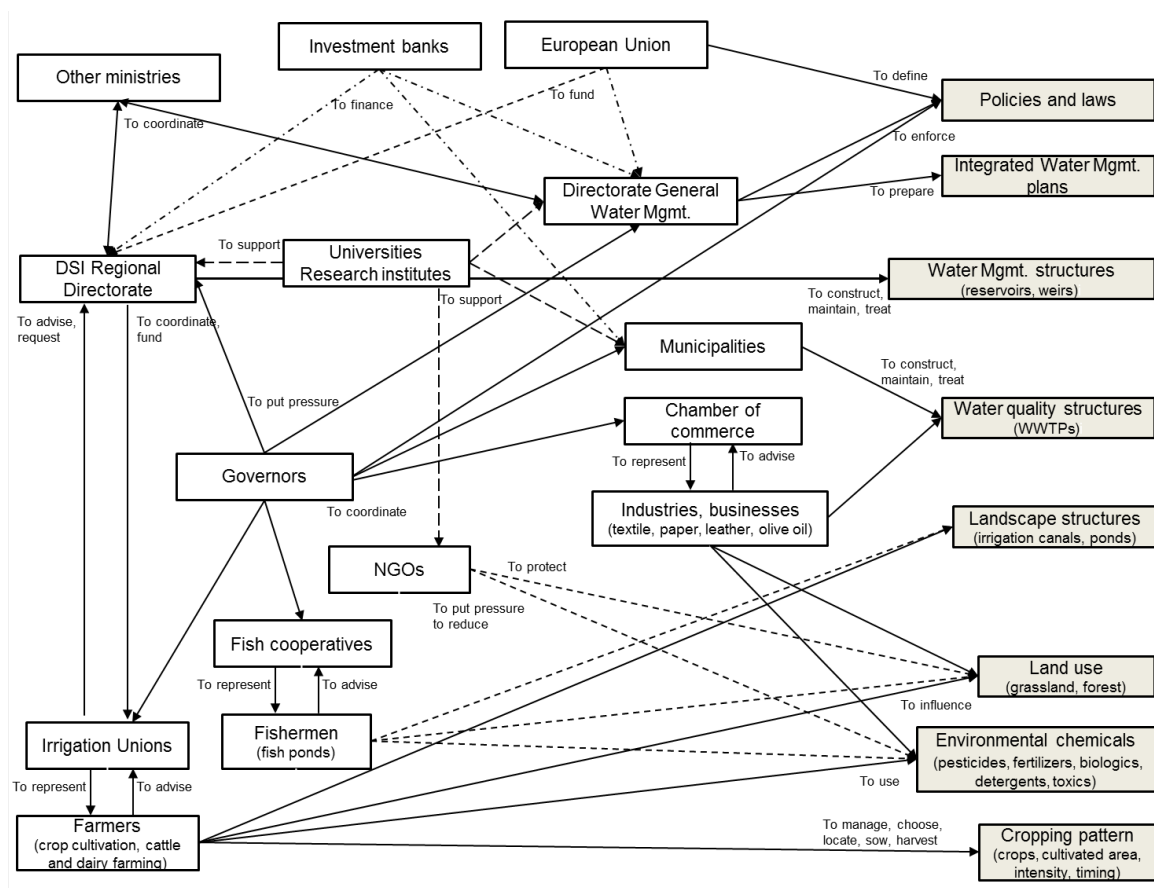 Investment banks
European Union
Other ministries
To define
Policies and laws
To finance
To fund
To coordinate
To enforce
Integrated Water Mgmt.
plans
Directorate General
Water Mgmt.
To prepare
To support
Universities
Research institutes
DSI Regional
Directorate
Water Mgmt. structures
(reservoirs, weirs)
To support
To construct,
maintain, treat
To advise,
request
To coordinate,
fund
Municipalities
To construct,
maintain, treat
To put pressure
Chamber of
commerce
Water quality structures
(WWTPs)
To represent
To advise
Governors
To coordinate
Industries, businesses
(textile, paper, leather, olive oil)
Landscape structures
(irrigation canals, ponds)
NGOs
To protect
To put pressure
to reduce
Fish cooperatives
To represent
To advise
Land use
(grassland, forest)
To influence
Fishermen
(fish ponds)
Irrigation Unions
Environmental chemicals
(pesticides, fertilizers, biologics,
detergents, toxics)
To use
To represent
To advise
Farmers
(crop cultivation, cattle
and dairy farming)
To manage, choose,
locate, sow, harvest
Cropping pattern
(crops, cultivated area,
intensity, timing)